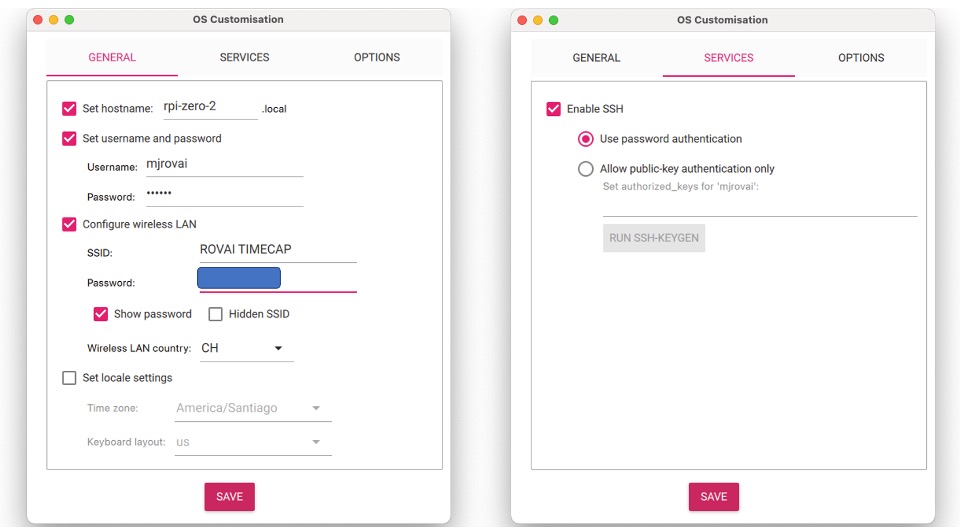 OS Customisation
GENERAL SERVICES OPTIONS
Set hostname: rpi-zero-2 .local
Set username and password
Username: mjrovai
Password: ••••••
Configure wireless LAN
SSID: ROVAI TIMECAP
Password:
Show password Hidden SSID
Wireless LAN country: CH
Set locale settings
Time zone: America/Santiago
Keyboard layout: us
SAVE
OS Customisation
GENERAL SERVICES OPTIONS
Enable SSH
Use password authentication
Allow public-key authentication only
Set authorized_keys for 'mjrovai':
RUN SSH-KEYGEN
SAVE